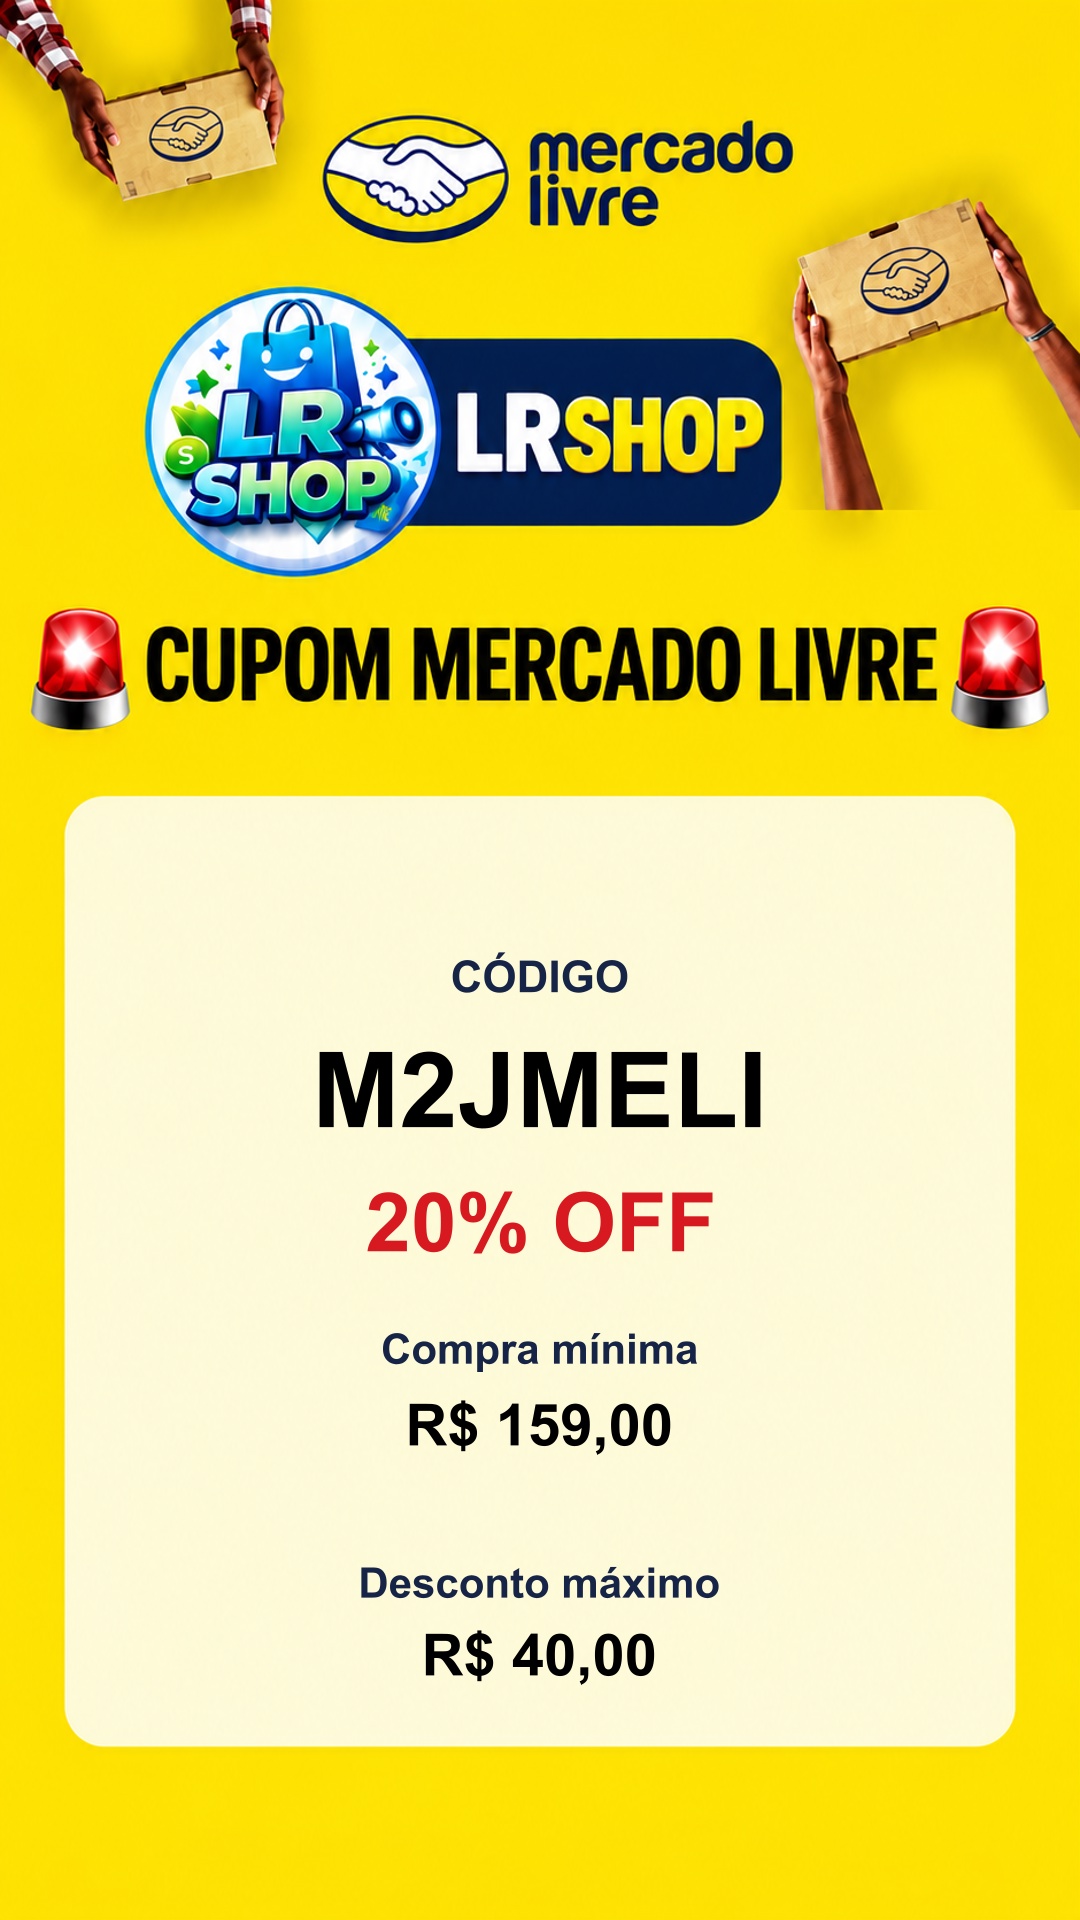 mercado
livre
LR
SHOP
S
LRSHOP
CUPOM MERCADO LIVRE
CÓDIGO
M2JMELI
20% OFF
Compra mínima
R$ 159,00
Desconto máximo
R$ 40,00